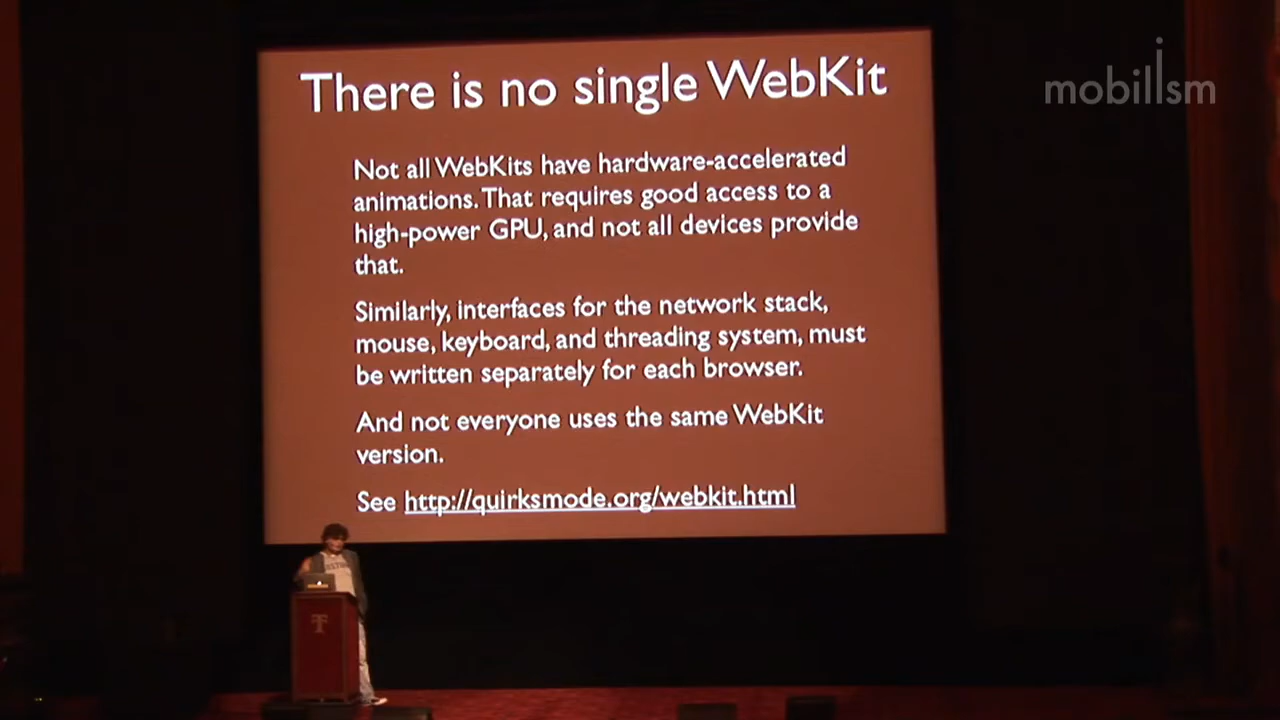 There is no single WebKit
mobilism
Not all WebKits have hardware-accelerated
animations. That requires good access to a
high-power GPU, and not all devices provide
that.
Similarly, interfaces for the network stack,
mouse, keyboard, and threading system, must
be written separately for each browser.
And not everyone uses the same WebKit
version.
See http://quirksmode.org/webkit.html
T